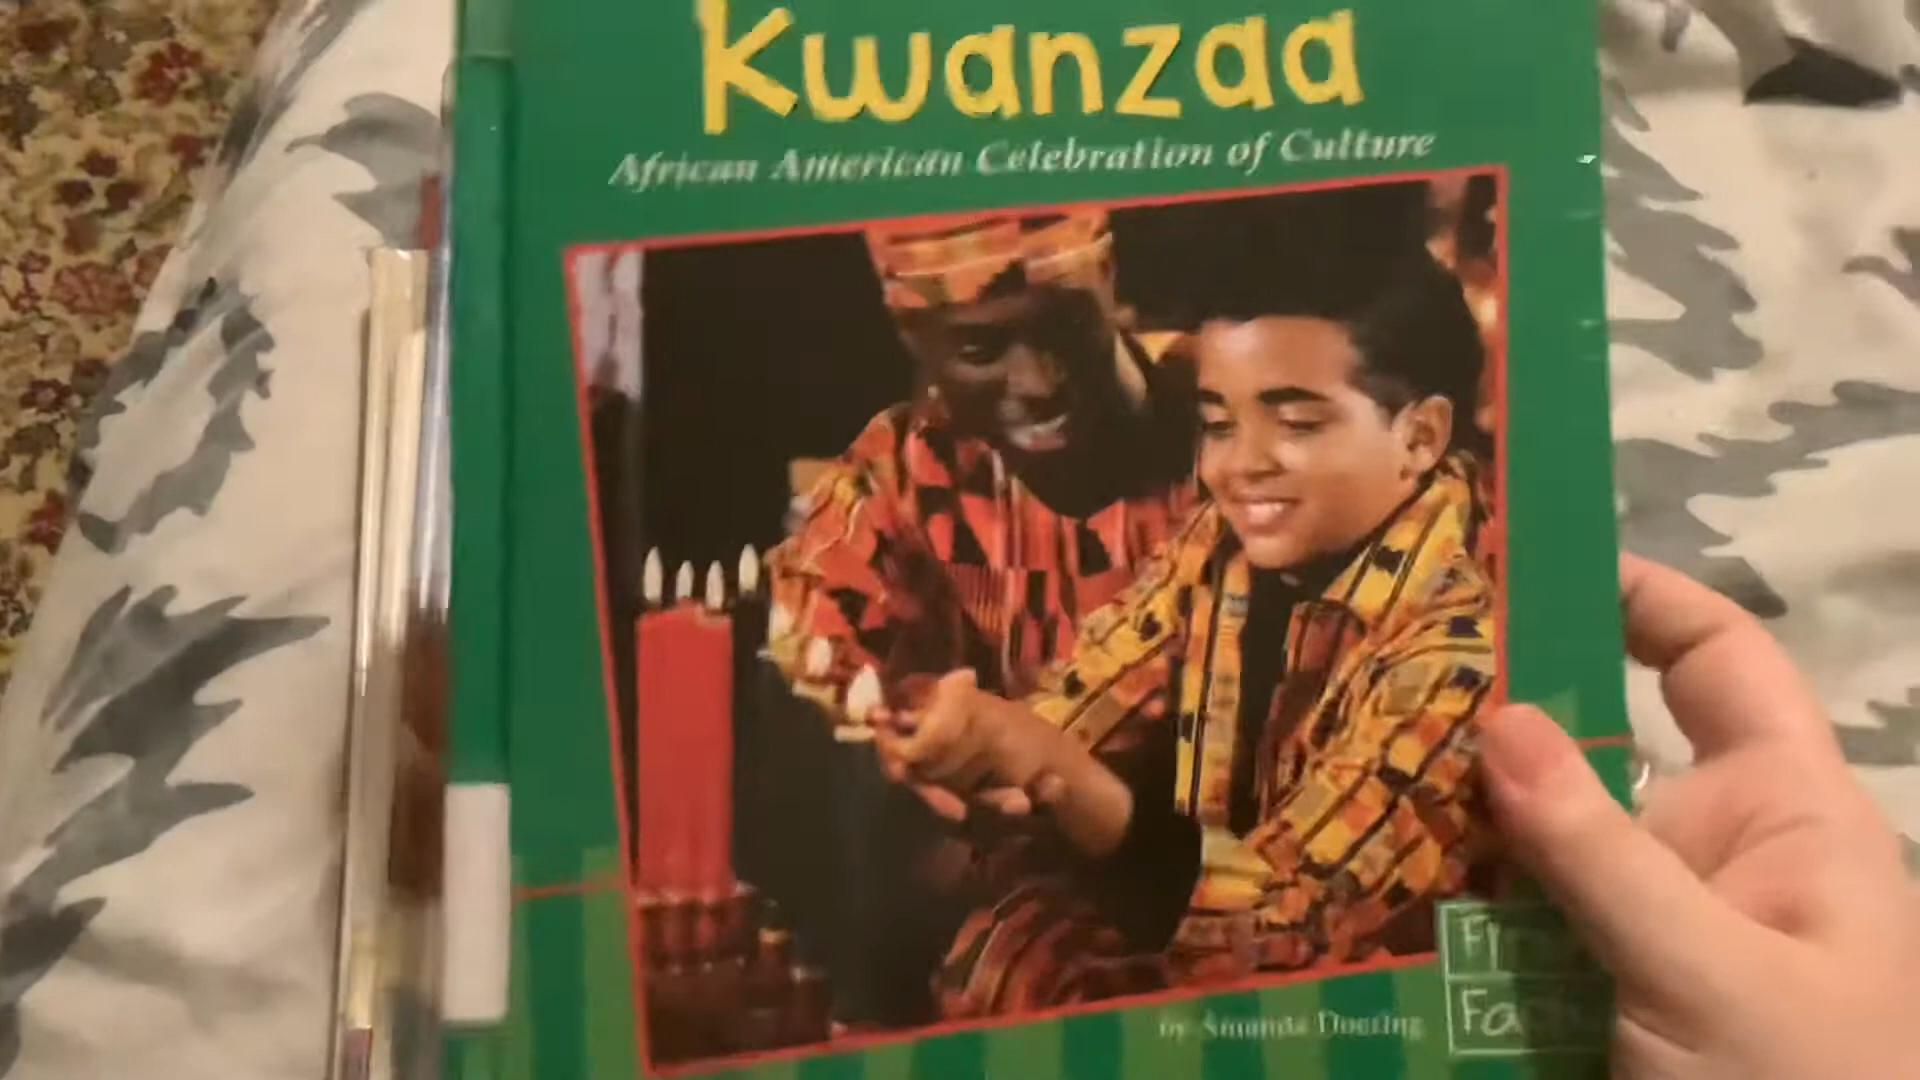 Kwanzaa
African American Celebration of Culture
by Amanda Doering